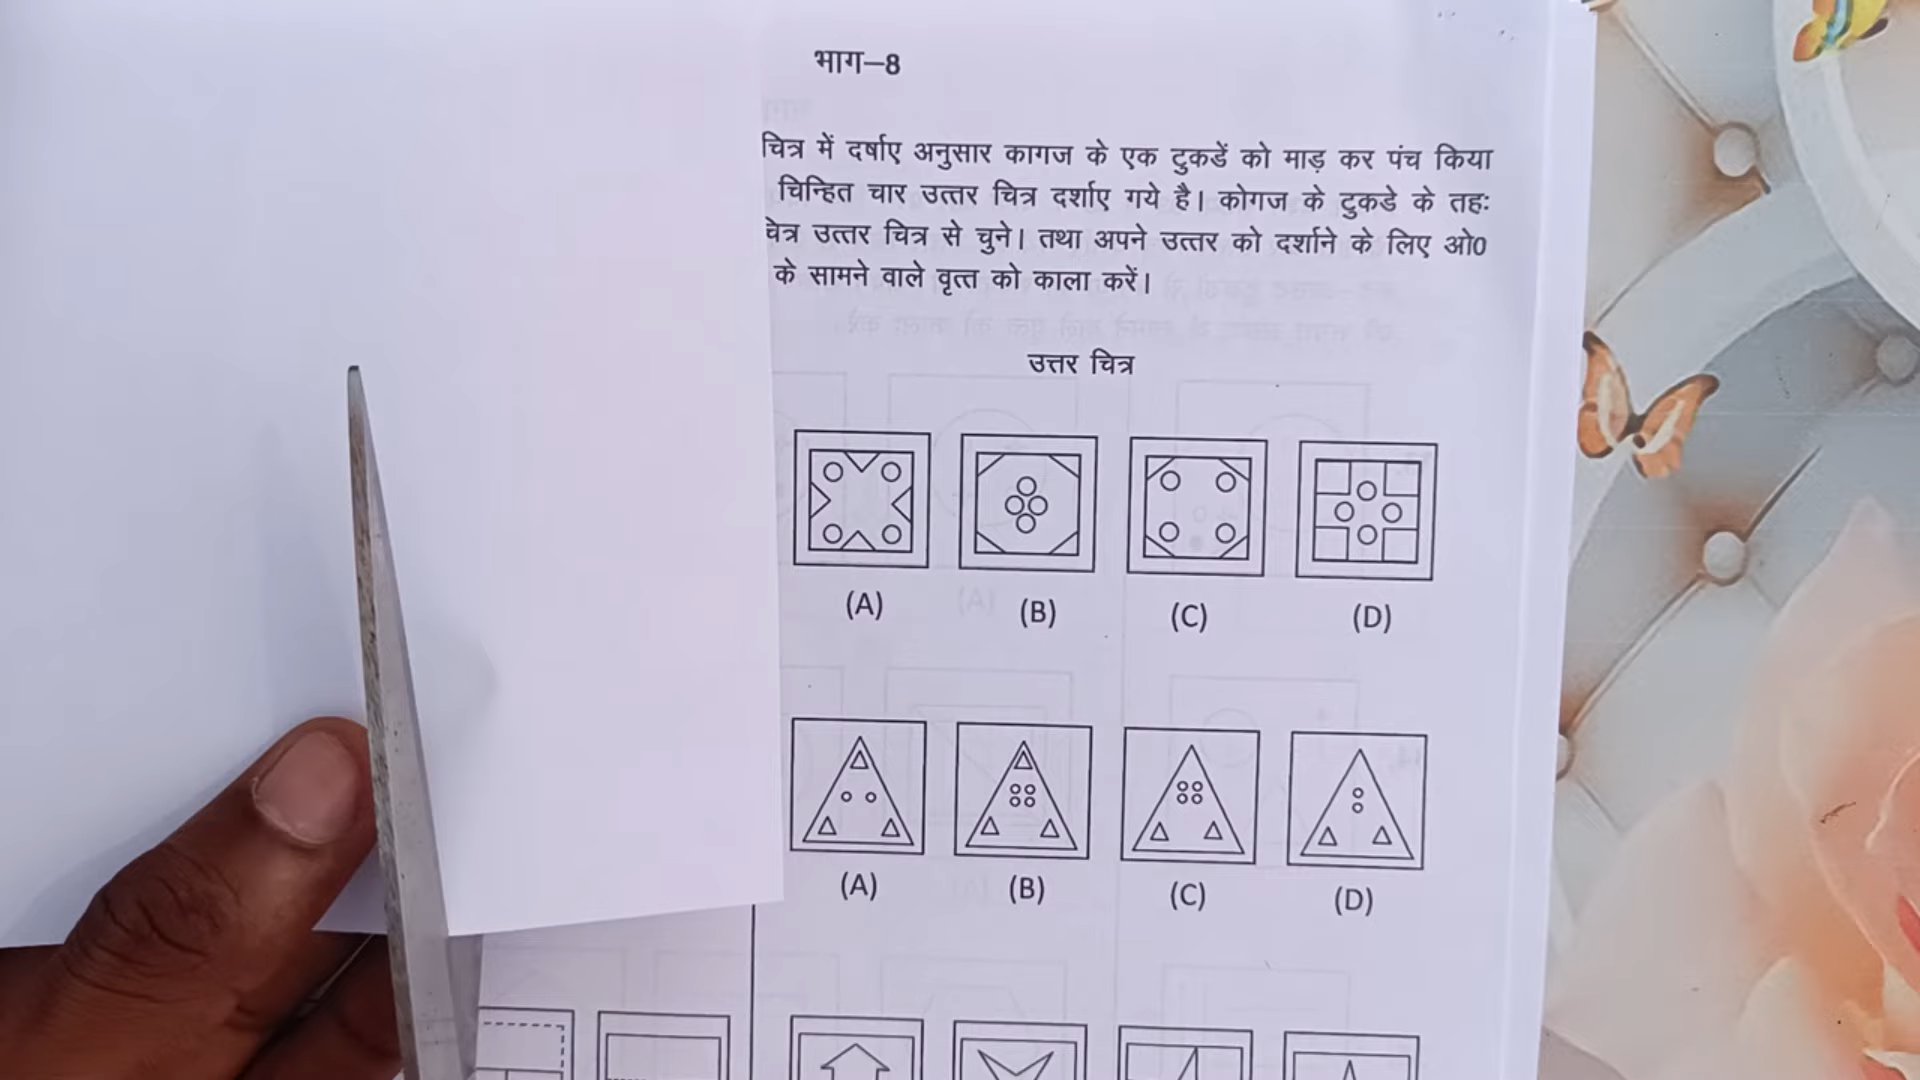 भाग–8
चित्र में दर्षाए अनुसार कागज के एक टुकडें को माड़ कर पंच किया
चिन्हित चार उत्तर चित्र दर्शाए गये है। कोगज के टुकडे के तहः
उत्तर चित्र से चुने। तथा अपने उत्तर को दर्शाने के लिए ओ0
के सामने वाले वृत्त को काला करें।
उत्तर चित्र
(A) (B) (C) (D)
(A) (B) (C) (D)